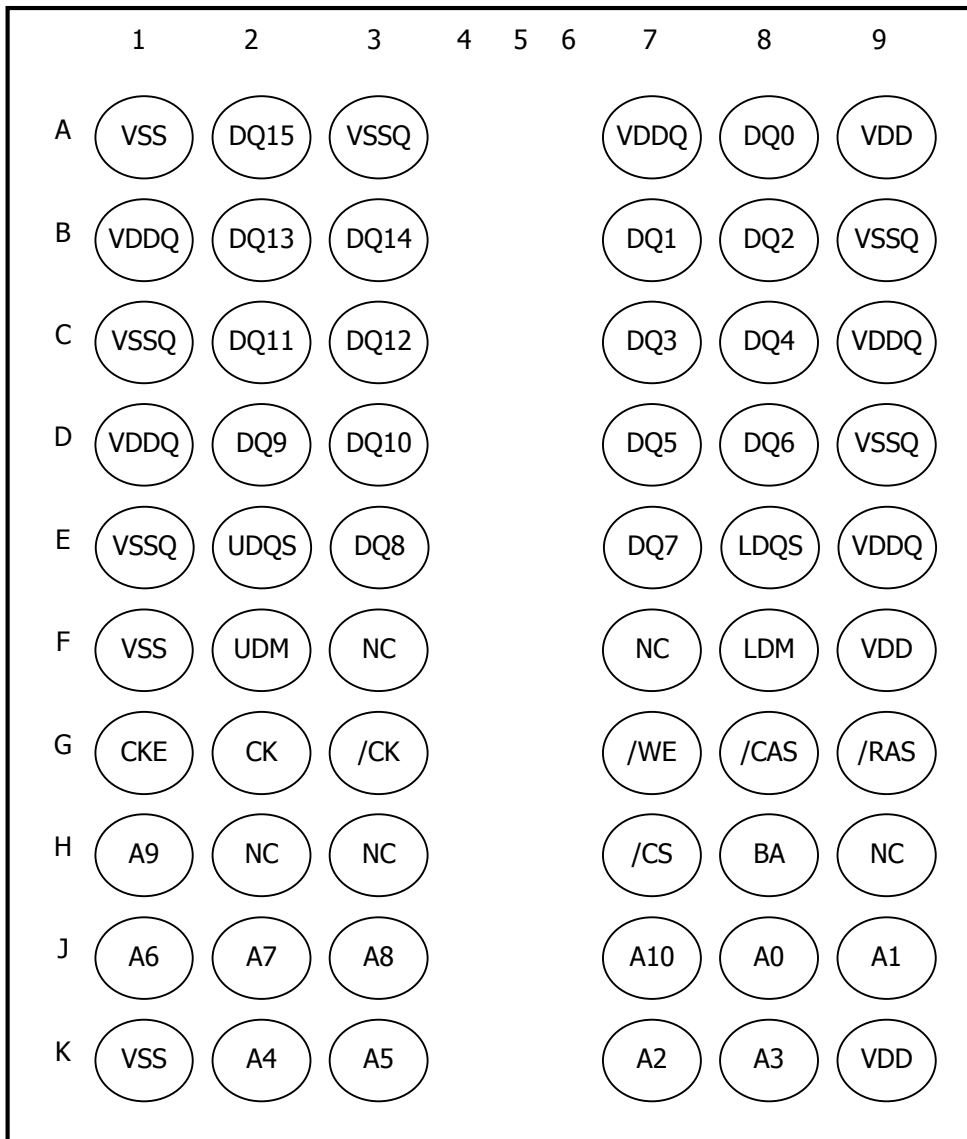 1 2 3 4 5 6 7 8 9
A VSS DQ15 VSSQ VDDQ DQ0 VDD
B VDDQ DQ13 DQ14 DQ1 DQ2 VSSQ
C VSSQ DQ11 DQ12 DQ3 DQ4 VDDQ
D VDDQ DQ9 DQ10 DQ5 DQ6 VSSQ
E VSSQ UDQS DQ8 DQ7 LDQS VDDQ
F VSS UDM NC NC LDM VDD
G CKE CK /CK /WE /CAS /RAS
H A9 NC NC /CS BA NC
J A6 A7 A8 A10 A0 A1
K VSS A4 A5 A2 A3 VDD